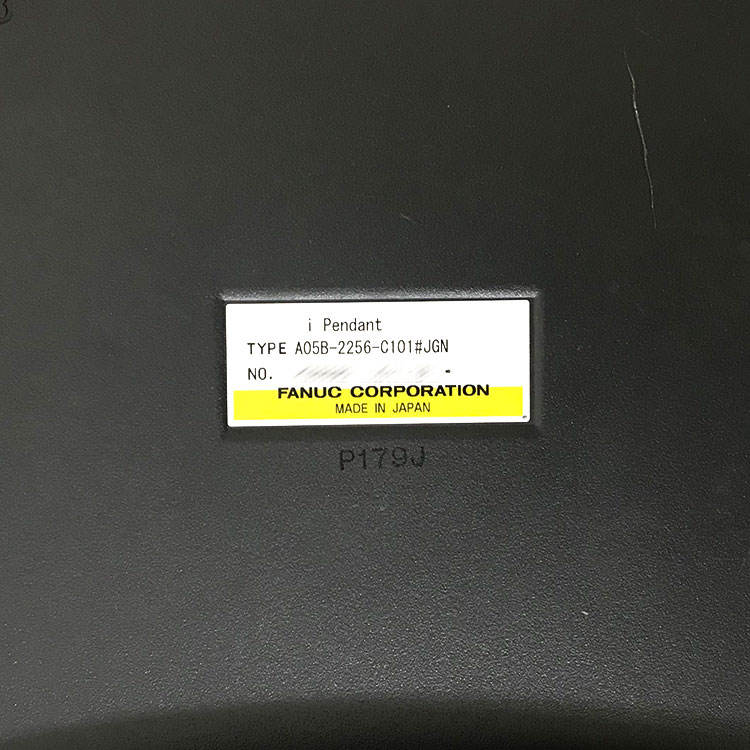 i Pendant
TYPE A05B-2256-C101#JGN
NO.
FANUC CORPORATION
MADE IN JAPAN
P179J